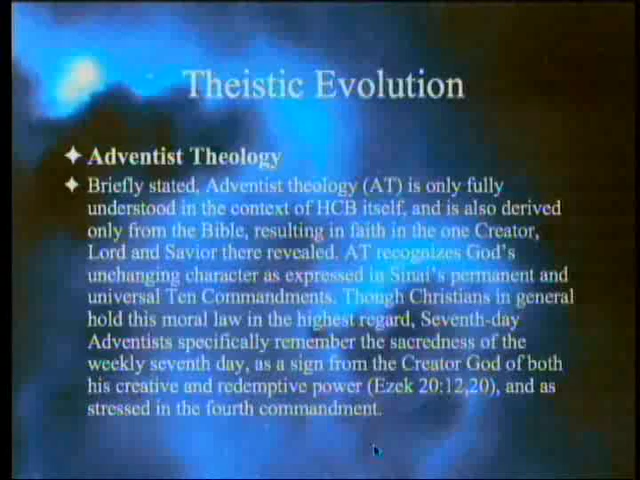 Theistic Evolution
Adventist Theology
Briefly stated, Adventist theology (AT) is only fully
understood in the context of HCB itself, and is also derived
only from the Bible, resulting in faith in the one Creator,
Lord and Savior there revealed. AT recognizes God's
unchanging character as expressed in Sinai's permanent and
universal Ten Commandments. Though Christians in general
hold this moral law in the highest regard, Seventh-day
Adventists specifically remember the sacredness of the
weekly seventh day, as a sign from the Creator God of both
his creative and redemptive power (Ezek 20:12,20), and as
stressed in the fourth commandment.